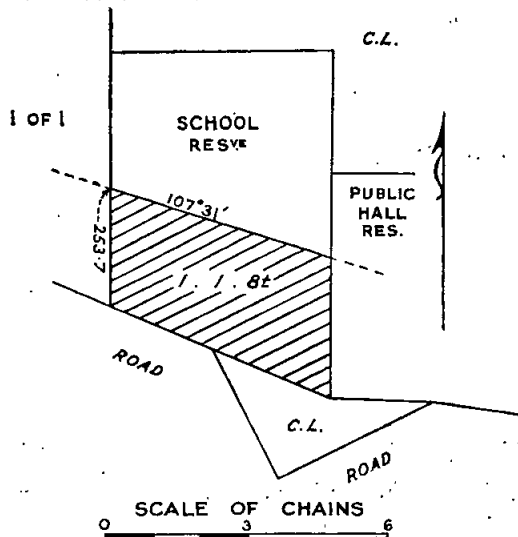 C.L.
1 OF 1
SCHOOL
RESVE
107°31'
PUBLIC
HALL
RES.
253·7
1 . 1 . 8±
ROAD
C.L.
ROAD
SCALE OF CHAINS
0 3 6